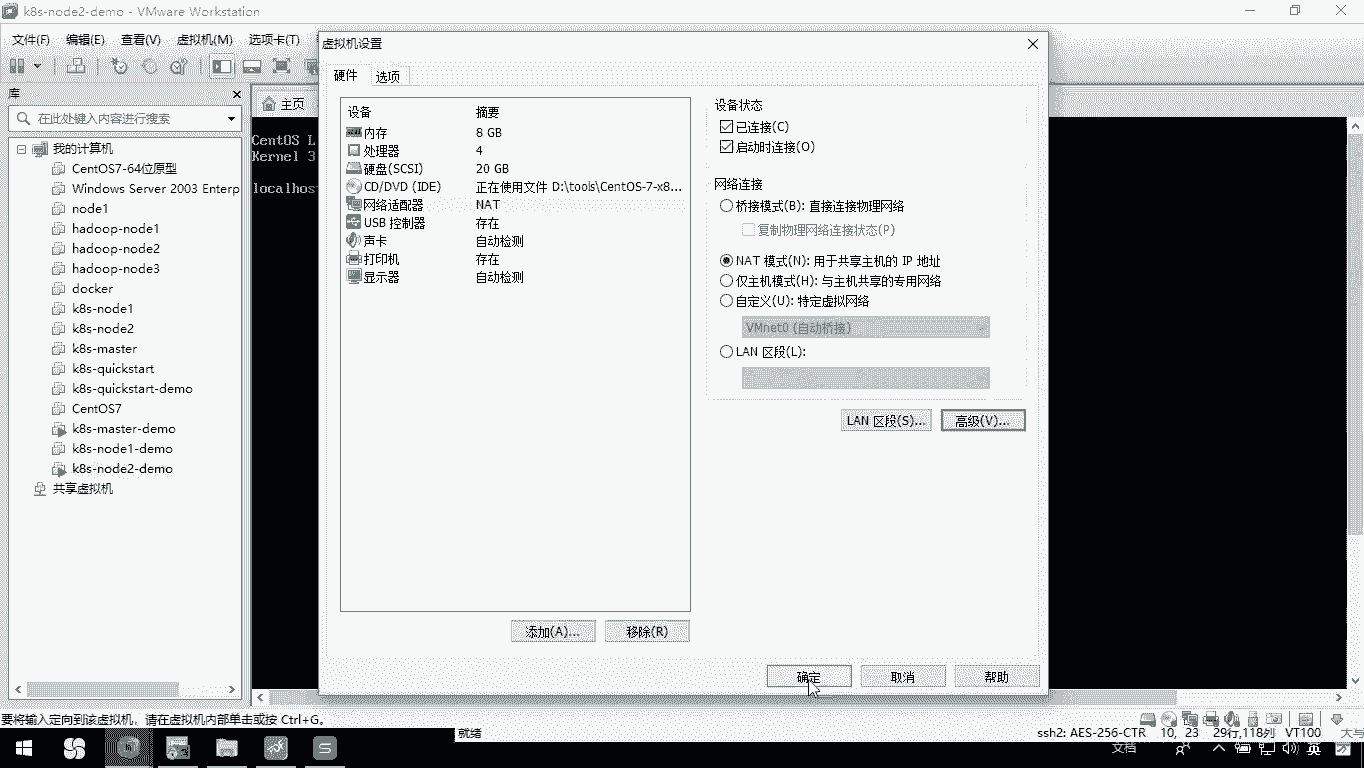 k8s-node2-demo - VMware Workstation
文件(F) 编辑(E) 查看(V) 虚拟机(M) 选项卡(T)
库
在此处键入内容进行搜索
我的计算机
CentOS7-64位原型
Windows Server 2003 Enterp
node1
hadoop-node1
hadoop-node2
hadoop-node3
docker
k8s-node1
k8s-node2
k8s-master
k8s-quickstart
k8s-quickstart-demo
CentOS7
k8s-master-demo
k8s-node1-demo
k8s-node2-demo
共享虚拟机
主页
CentOS L
Kernel 3
localhos
虚拟机设置
硬件 选项
设备 摘要
内存 8 GB
处理器 4
硬盘(SCSI) 20 GB
CD/DVD (IDE) 正在使用文件 D:\tools\CentOS-7-x8...
网络适配器 NAT
USB 控制器 存在
声卡 自动检测
打印机 存在
显示器 自动检测
添加(A)... 移除(R)
设备状态
已连接(C)
启动时连接(O)
网络连接
桥接模式(B): 直接连接物理网络
复制物理网络连接状态(P)
NAT 模式(N): 用于共享主机的 IP 地址
仅主机模式(H): 与主机共享的专用网络
自定义(U): 特定虚拟网络
VMnet0 (自动桥接)
LAN 区段(L):
LAN 区段(S)... 高级(V)...
确定 取消 帮助
要将输入定向到该虚拟机，请在虚拟机内部单击或按 Ctrl+G。
就绪 ssh2: AES-256-CTR 10, 23 29行,118列 VT100 大写
文档 英